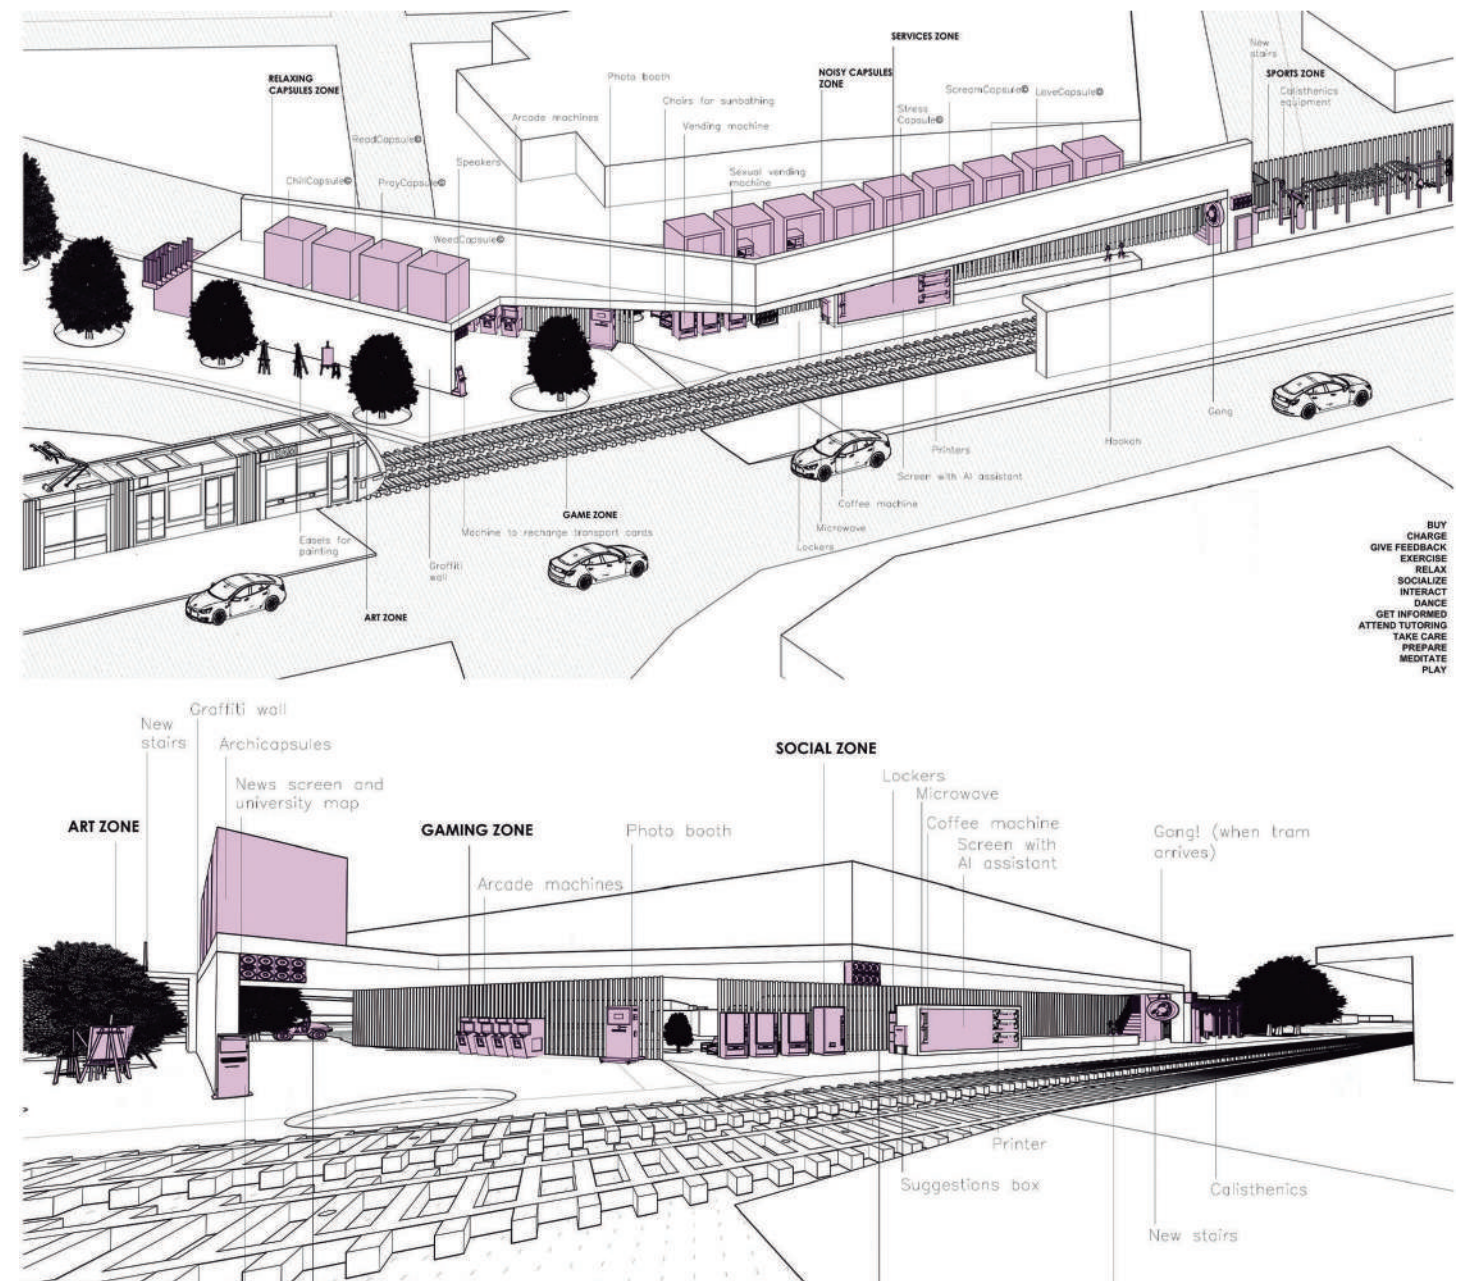 SERVICES ZONE
New
stairs
NOISY CAPSULES
ZONE
SPORTS ZONE
RELAXING
CAPSULES ZONE
Photo booth
Calisthenics
equipment
ScreamCapsule©
LoveCapsule©
Chairs for sunbathing
Stress
Capsule©
Arcade machines
Vending machine
ReadCapsule©
Speakers
Sexual vending
machine
ChillCapsule©
PrayCapsule©
WeedCapsule©
Gong
Hookah
Printers
Screen with AI assistant
Coffee machine
GAME ZONE
Microwave
Machine to recharge transport cards
Easels for
painting
Lockers
Graffiti
wall
ART ZONE
BUY
CHARGE
GIVE FEEDBACK
EXERCISE
RELAX
SOCIALIZE
INTERACT
DANCE
GET INFORMED
ATTEND TUTORING
TAKE CARE
PREPARE
MEDITATE
PLAY
Graffiti wall
New
stairs
Archicapsules
SOCIAL ZONE
News screen and
university map
Lockers
Microwave
ART ZONE
GAMING ZONE
Photo booth
Coffee machine
Screen with
AI assistant
Gong! (when tram
arrives)
Arcade machines
Printer
Suggestions box
Calisthenics
New stairs